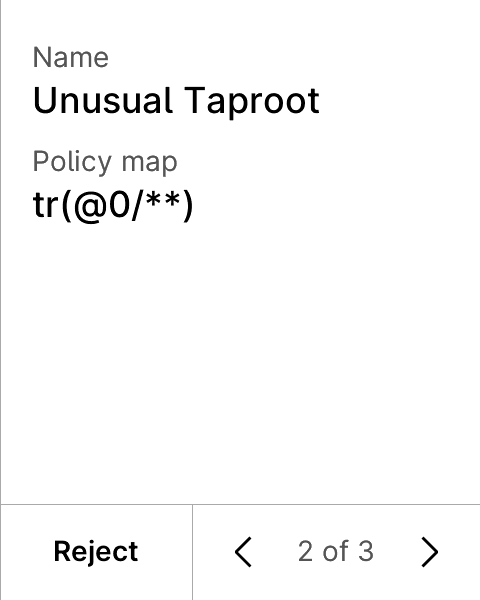 Name
Unusual Taproot
Policy map
tr(@0/**)
Reject
2 of 3